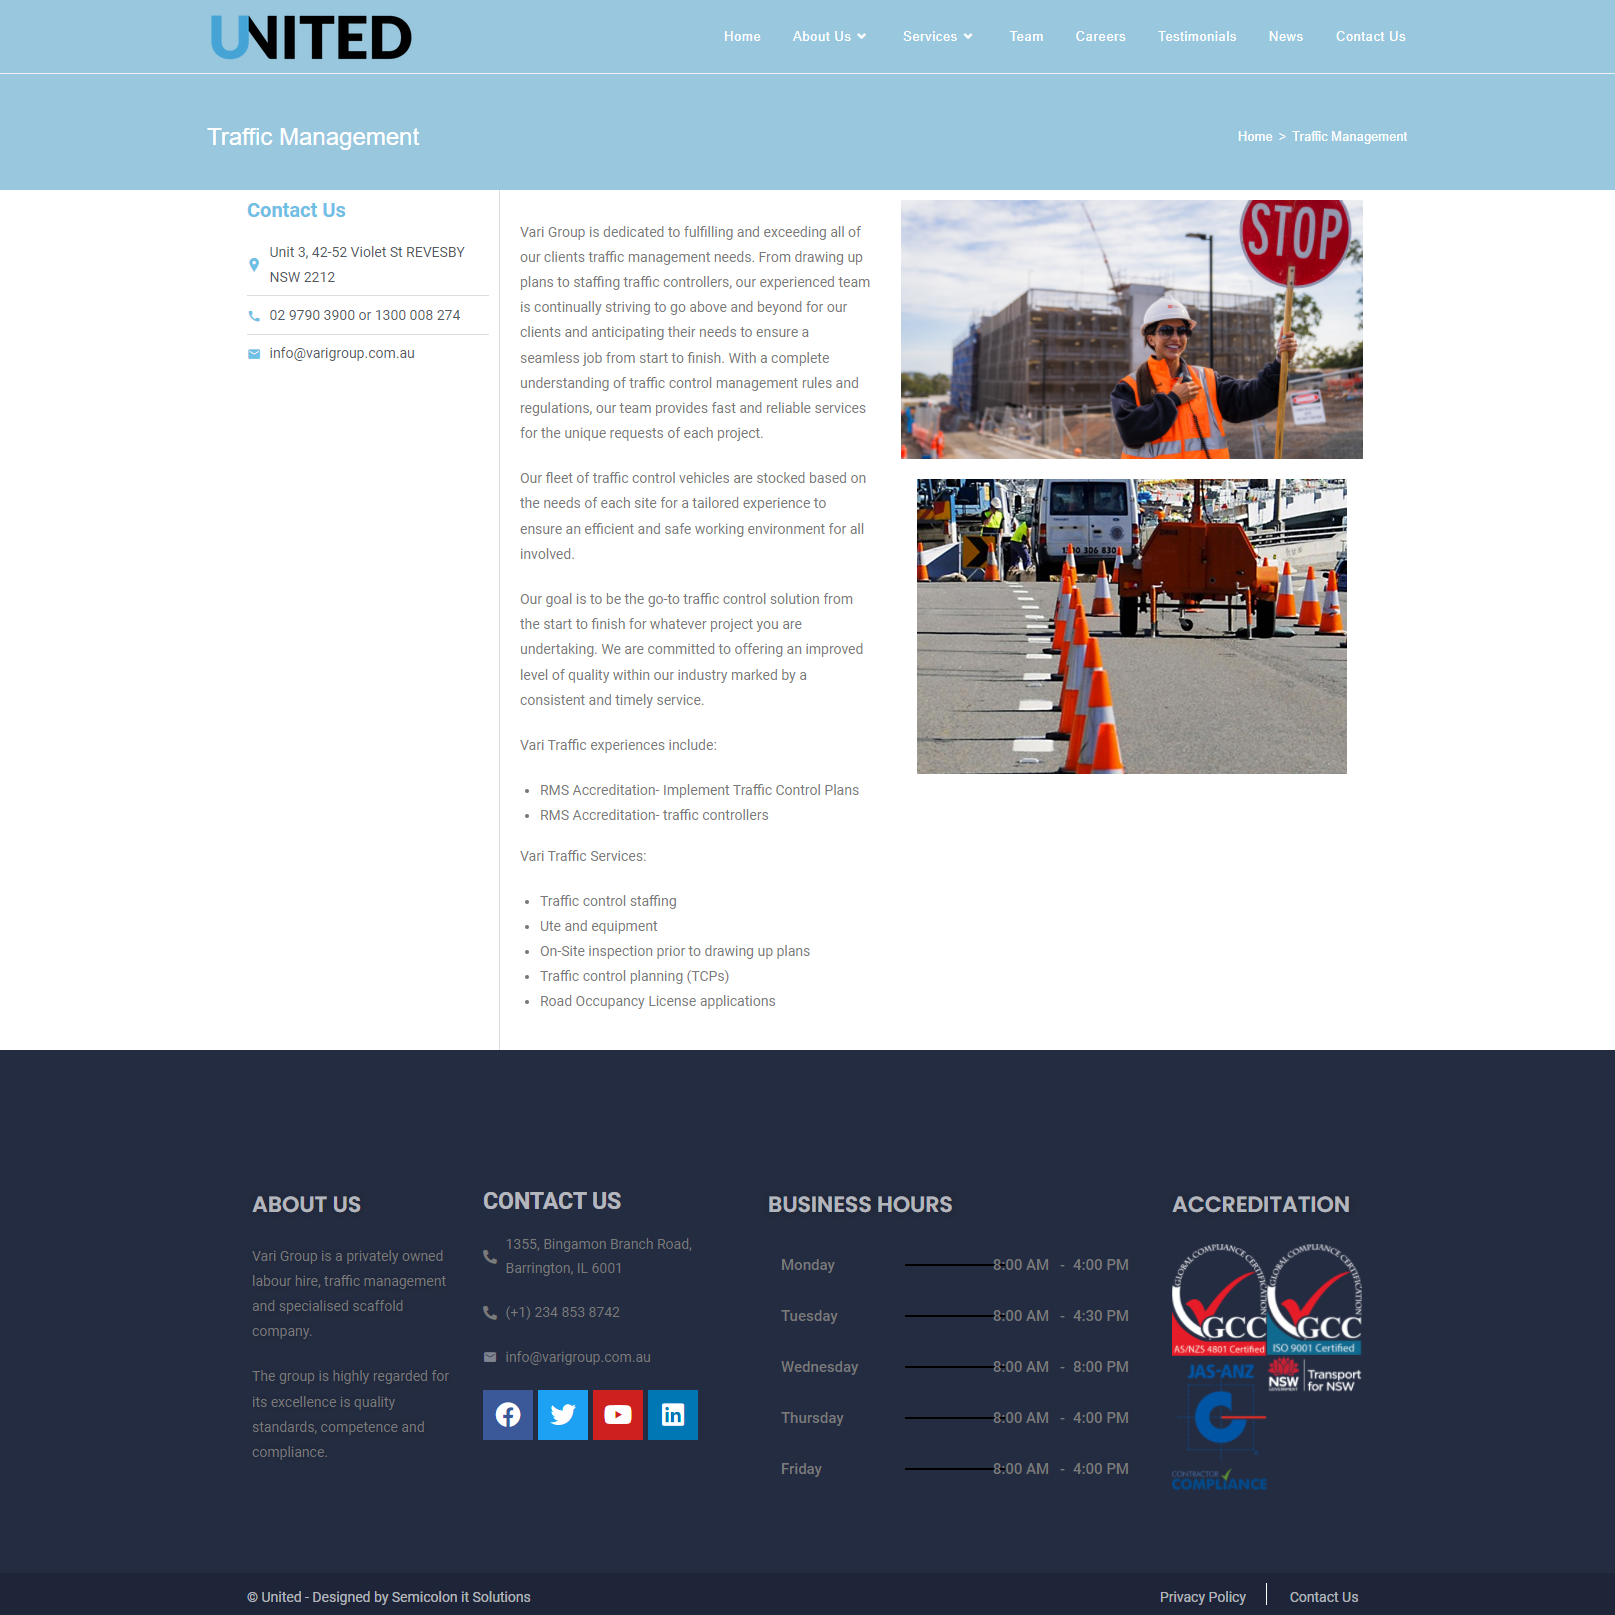 UNITED
Home
About Us
Services
Team
Careers
Testimonials
News
Contact Us
Traffic Management
Home > Traffic Management
Contact Us
Unit 3, 42-52 Violet St REVESBY
NSW 2212
02 9790 3900 or 1300 008 274
info@varigroup.com.au
Vari Group is dedicated to fulfilling and exceeding all of
our clients traffic management needs. From drawing up
plans to staffing traffic controllers, our experienced team
is continually striving to go above and beyond for our
clients and anticipating their needs to ensure a
seamless job from start to finish. With a complete
understanding of traffic control management rules and
regulations, our team provides fast and reliable services
for the unique requests of each project.
Our fleet of traffic control vehicles are stocked based on
the needs of each site for a tailored experience to
ensure an efficient and safe working environment for all
involved.
Our goal is to be the go-to traffic control solution from
the start to finish for whatever project you are
undertaking. We are committed to offering an improved
level of quality within our industry marked by a
consistent and timely service.
Vari Traffic experiences include:
RMS Accreditation- Implement Traffic Control Plans
RMS Accreditation- traffic controllers
Vari Traffic Services:
Traffic control staffing
Ute and equipment
On-Site inspection prior to drawing up plans
Traffic control planning (TCPs)
Road Occupancy License applications
STOP
DANGER
1300 306 830
ABOUT US
Vari Group is a privately owned
labour hire, traffic management
and specialised scaffold
company.
The group is highly regarded for
its excellence is quality
standards, competence and
compliance.
CONTACT US
1355, Bingamon Branch Road,
Barrington, IL 6001
(+1) 234 853 8742
info@varigroup.com.au
BUSINESS HOURS
Monday 8:00 AM - 4:00 PM
Tuesday 8:00 AM - 4:30 PM
Wednesday 8:00 AM - 8:00 PM
Thursday 8:00 AM - 4:00 PM
Friday 8:00 AM - 4:00 PM
ACCREDITATION
GLOBAL COMPLIANCE CERTIFICATION
GCC
AS/NZS 4801 Certified
GLOBAL COMPLIANCE CERTIFICATION
GCC
ISO 9001 Certified
JAS-ANZ
NSW
GOVERNMENT
Transport
for NSW
CONTRACTOR
COMPLIANCE
© United - Designed by Semicolon it Solutions
Privacy Policy
Contact Us